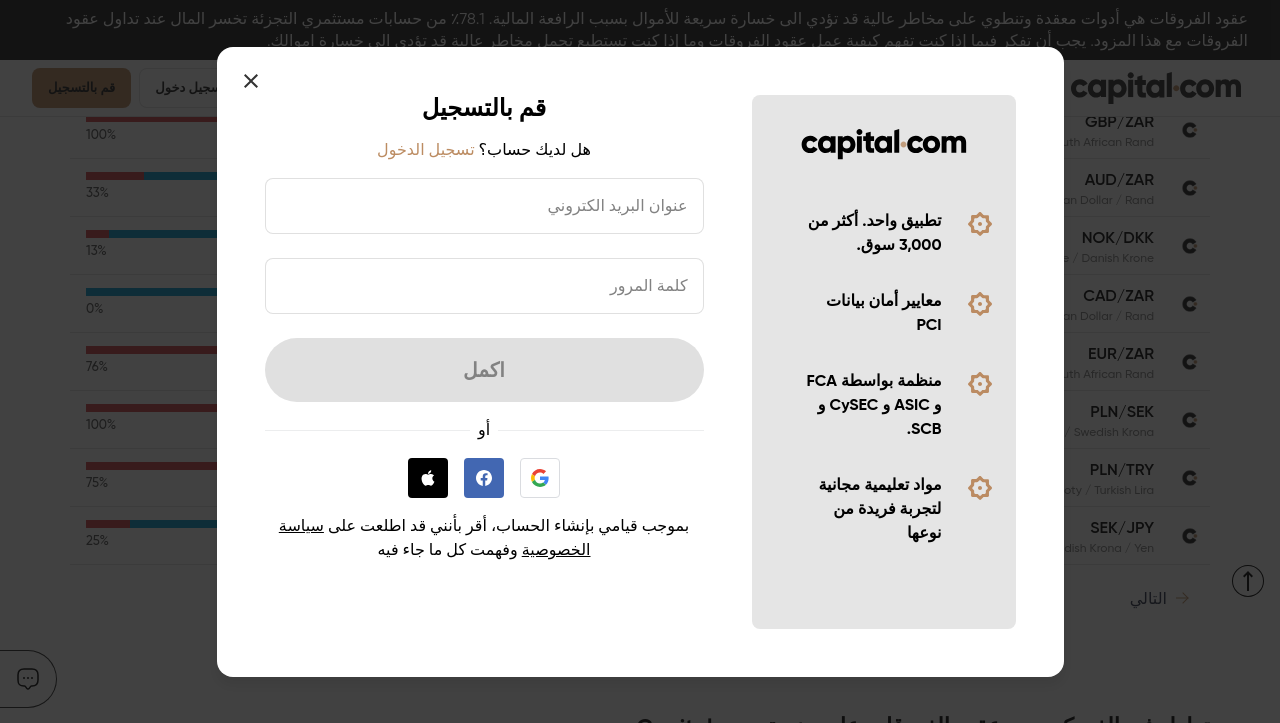 عقود الفروقات هي أدوات معقدة وتنطوي على مخاطر عالية قد تؤدي الى خسارة سريعة للأموال بسبب الرافعة المالية. 78.1٪ من حسابات مستثمري التجزئة تخسر المال عند تداول عقود
الفروقات مع هذا المزود. يجب أن تفكر فيما إذا كنت تفهم كيفية عمل عقود الفروقات وما إذا كنت تستطيع تحمل مخاطر عالية قد تؤدي الى خسارة اموالك.
capital.com
سجيل دخول
قم بالتسجيل
GBP/ZAR
uth African Rand
100%
AUD/ZAR
an Dollar / Rand
33%
NOK/DKK
e / Danish Krone
13%
CAD/ZAR
an Dollar / Rand
0%
EUR/ZAR
uth African Rand
76%
PLN/SEK
/ Swedish Krona
100%
PLN/TRY
oty / Turkish Lira
75%
SEK/JPY
dish Krona / Yen
25%
التالي
capital.com
تطبيق واحد. أكثر من
3,000 سوق.
معايير أمان بيانات
PCI
منظمة بواسطة FCA
و ASIC و CySEC و
SCB.
مواد تعليمية مجانية
لتجربة فريدة من
نوعها
قم بالتسجيل
هل لديك حساب؟ تسجيل الدخول
عنوان البريد الكتروني
كلمة المرور
اكمل
أو
بموجب قيامي بإنشاء الحساب، أقر بأنني قد اطلعت على سياسة
الخصوصية وفهمت كل ما جاء فيه